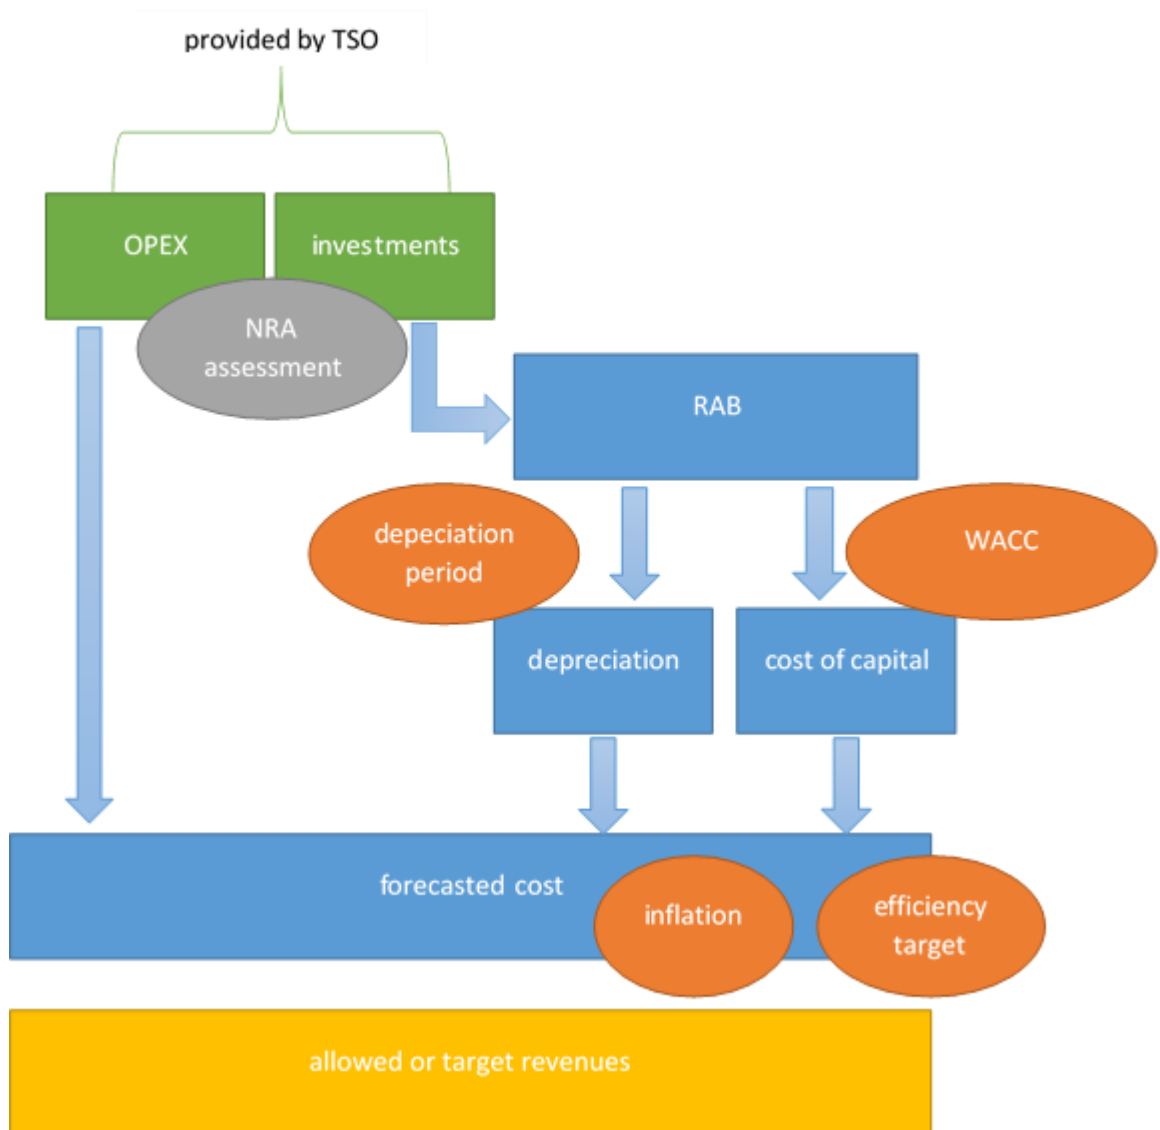 provided by TSO
OPEX
investments
NRA
assessment
RAB
depeciation
period
WACC
depreciation
cost of capital
forecasted cost
inflation
efficiency
target
allowed or target revenues